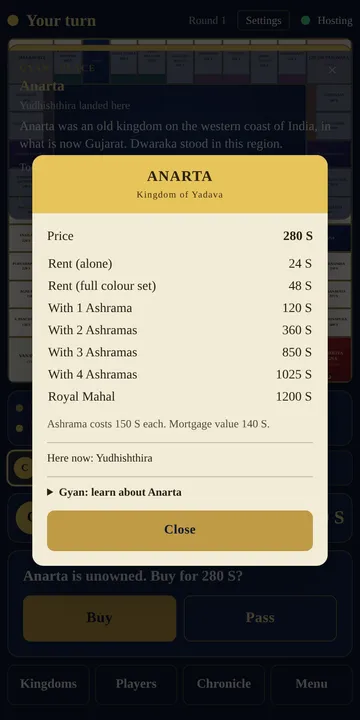 Your turn
Round 1
Settings
Hosting
Anarta
Yudhishthira landed here
Anarta was an old kingdom on the western coast of India, in
what is now Gujarat. Dwaraka stood in this region.
ANARTA
Kingdom of Yadava
Price 280 S
Rent (alone) 24 S
Rent (full colour set) 48 S
With 1 Ashrama 120 S
With 2 Ashramas 360 S
With 3 Ashramas 850 S
With 4 Ashramas 1025 S
Royal Mahal 1200 S
Ashrama costs 150 S each. Mortgage value 140 S.
Here now: Yudhishthira
Gyan: learn about Anarta
Close
S
Anarta is unowned. Buy for 280 S?
Buy
Pass
Kingdoms
Players
Chronicle
Menu